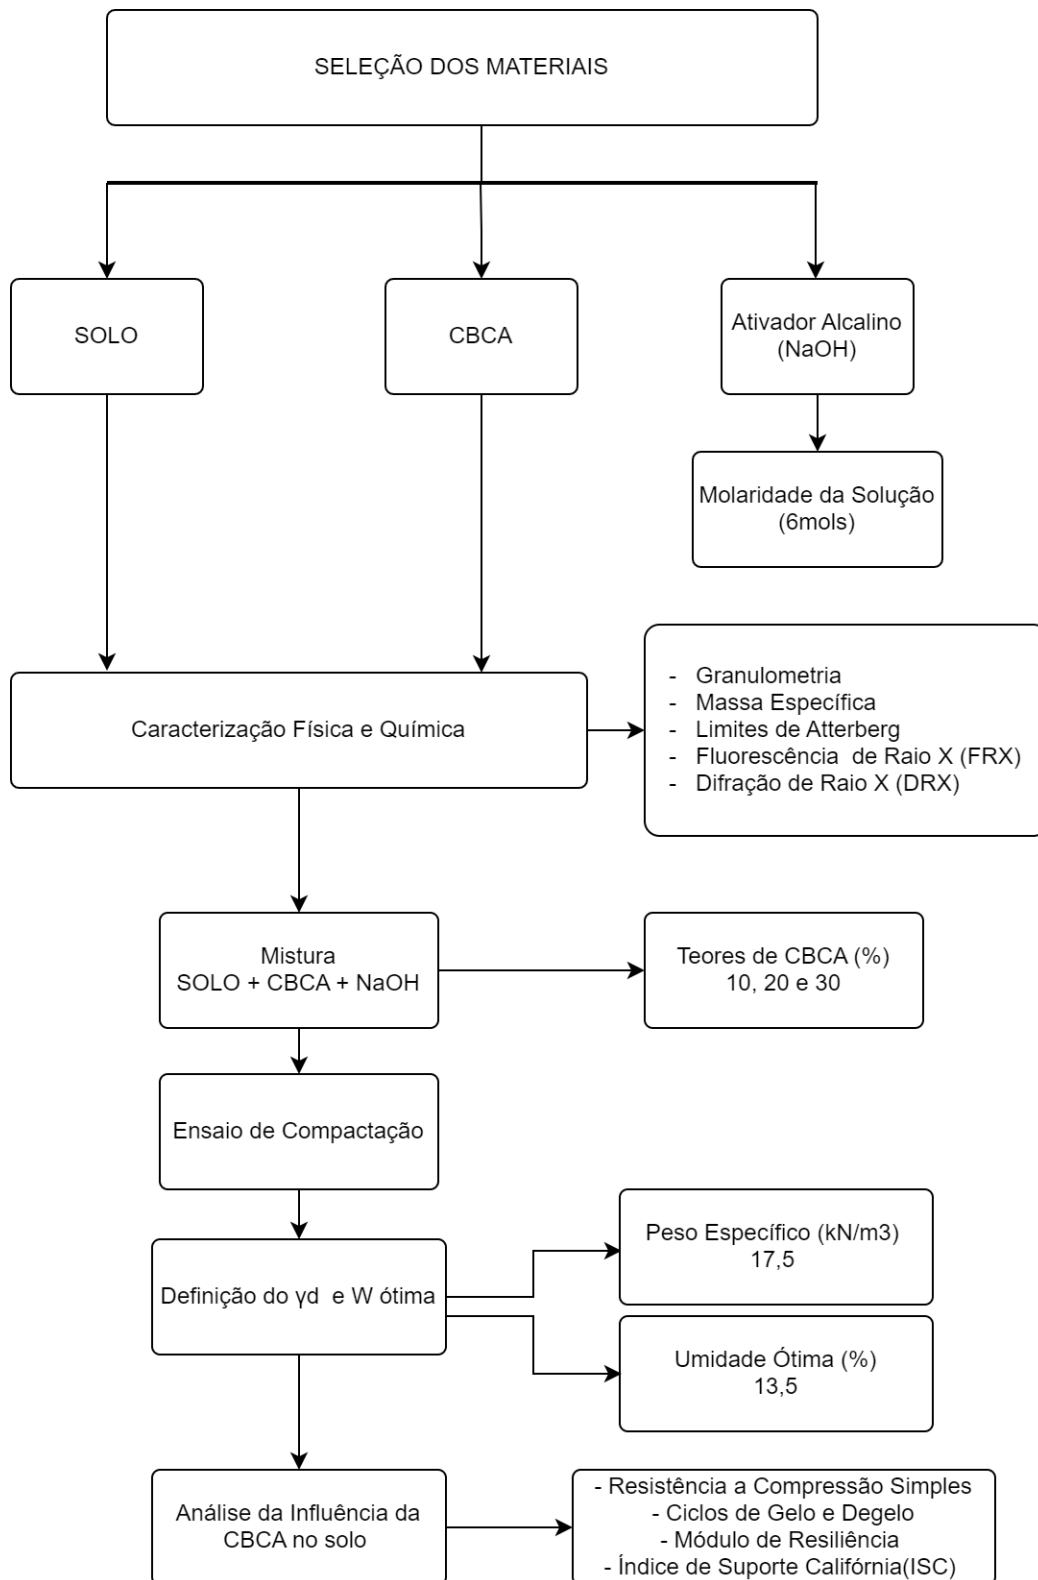 SELEÇÃO DOS MATERIAIS
SOLO
CBCA
Ativador Alcalino
(NaOH)
Molaridade da Solução
(6mols)
Caracterização Física e Química
- Granulometria
- Massa Específica
- Limites de Atterberg
- Fluorescência de Raio X (FRX)
- Difração de Raio X (DRX)
Mistura
SOLO + CBCA + NaOH
Teores de CBCA (%)
10, 20 e 30
Ensaio de Compactação
Definição do γd e W ótima
Peso Específico (kN/m3)
17,5
Umidade Ótima (%)
13,5
Análise da Influência da
CBCA no solo
- Resistência a Compressão Simples
- Ciclos de Gelo e Degelo
- Módulo de Resiliência
- Índice de Suporte Califórnia(ISC)